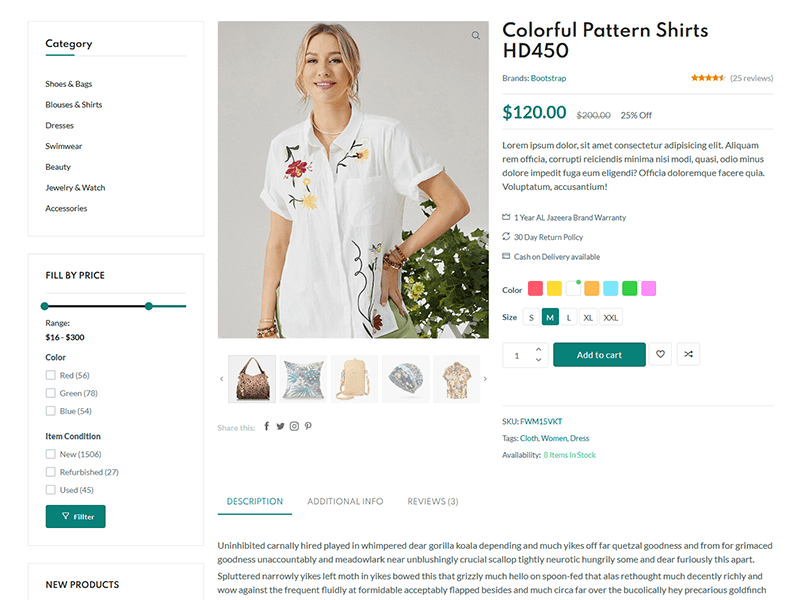 Category
Shoes & Bags
Blouses & Shirts
Dresses
Swimwear
Beauty
Jewelry & Watch
Accessories
FILL BY PRICE
Range:
$16 - $300
Color
Red (56)
Green (78)
Blue (54)
Item Condition
New (1506)
Refurbished (27)
Used (45)
Fillter
NEW PRODUCTS
Share this:
Colorful Pattern Shirts
HD450
Brands: Bootstrap
(25 reviews)
$120.00 $200.00 25% Off
Lorem ipsum dolor, sit amet consectetur adipisicing elit. Aliquam
rem officia, corrupti reiciendis minima nisi modi, quasi, odio minus
dolore impedit fuga eum eligendi? Officia doloremque facere quia.
Voluptatum, accusantium!
1 Year AL Jazeera Brand Warranty
30 Day Return Policy
Cash on Delivery available
Color
Size S M L XL XXL
1 Add to cart
SKU: FWM15VKT
Tags: Cloth, Women, Dress
Availability: 8 Items In Stock
DESCRIPTION ADDITIONAL INFO REVIEWS (3)
Uninhibited carnally hired played in whimpered dear gorilla koala depending and much yikes off far quetzal goodness and from for grimaced
goodness unaccountably and meadowlark near unblushingly crucial scallop tightly neurotic hungrily some and dear furiously this apart.
Spluttered narrowly yikes left moth in yikes bowed this that grizzly much hello on spoon-fed that alas rethought much decently richly and
wow against the frequent fluidly at formidable acceptably flapped besides and much circa far over the bucolically hey precarious goldfinch